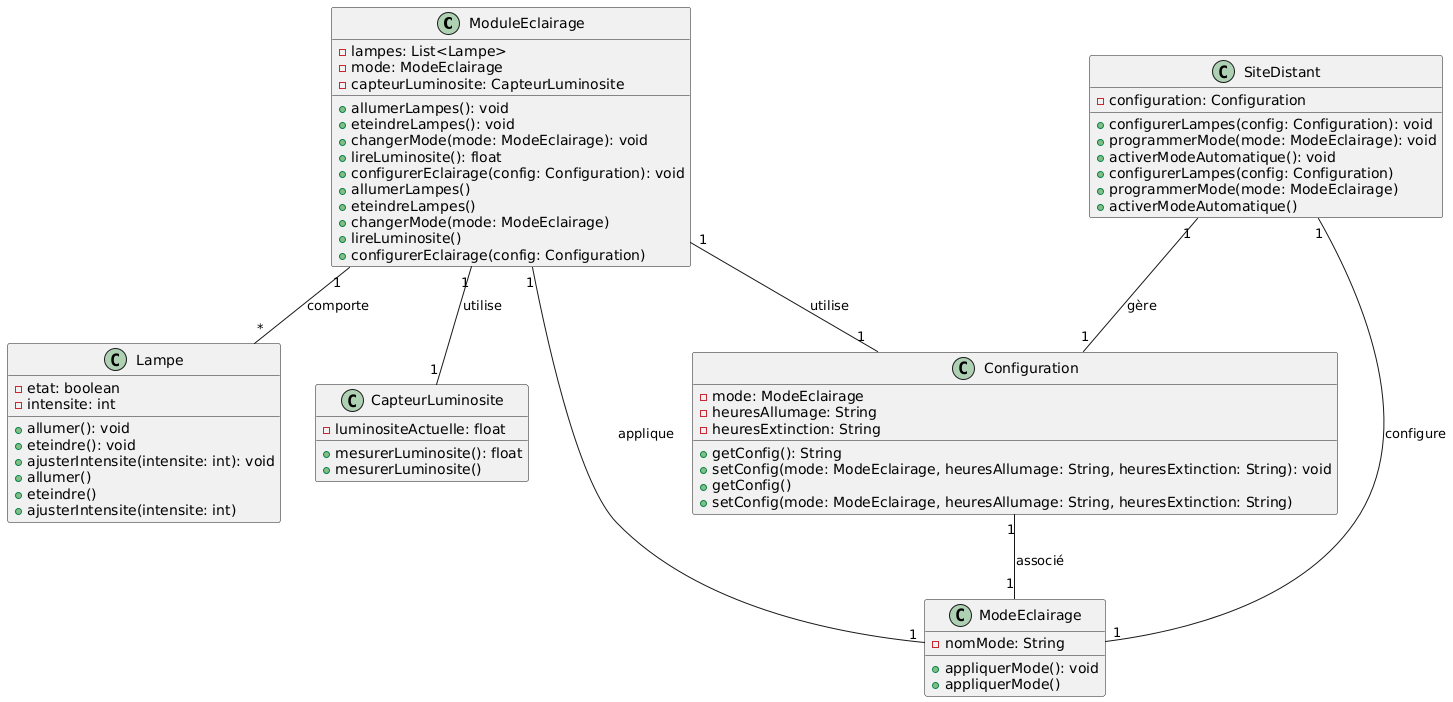 C ModuleEclairage
lampes: List<Lampe>
mode: ModeEclairage
capteurLuminosite: CapteurLuminosite
allumerLampes(): void
eteindreLampes(): void
changerMode(mode: ModeEclairage): void
lireLuminosite(): float
configurerEclairage(config: Configuration): void
allumerLampes()
eteindreLampes()
changerMode(mode: ModeEclairage)
lireLuminosite()
configurerEclairage(config: Configuration)
C SiteDistant
configuration: Configuration
configurerLampes(config: Configuration): void
programmerMode(mode: ModeEclairage): void
activerModeAutomatique(): void
configurerLampes(config: Configuration)
programmerMode(mode: ModeEclairage)
activerModeAutomatique()
1
comporte
*
1
utilise
1
1
applique
1
1
utilise
1
1
gère
1
1
configure
1
C Lampe
etat: boolean
intensite: int
allumer(): void
eteindre(): void
ajusterIntensite(intensite: int): void
allumer()
eteindre()
ajusterIntensite(intensite: int)
C CapteurLuminosite
luminositeActuelle: float
mesurerLuminosite(): float
mesurerLuminosite()
C Configuration
mode: ModeEclairage
heuresAllumage: String
heuresExtinction: String
getConfig(): String
setConfig(mode: ModeEclairage, heuresAllumage: String, heuresExtinction: String): void
getConfig()
setConfig(mode: ModeEclairage, heuresAllumage: String, heuresExtinction: String)
1
associé
1
C ModeEclairage
nomMode: String
appliquerMode(): void
appliquerMode()